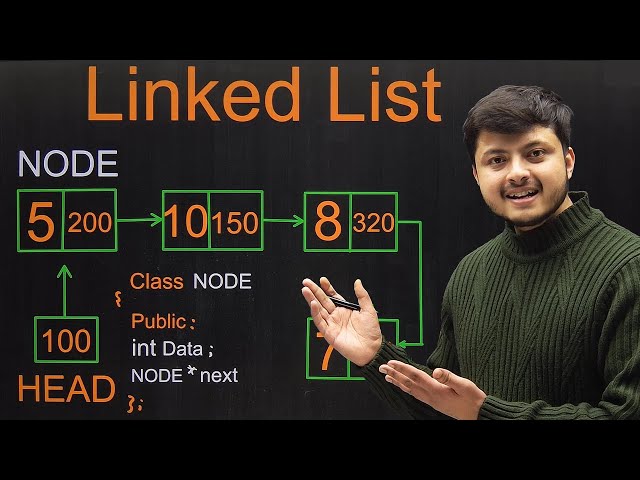 Linked List
NODE
5 200 10 150 8 320
Class NODE
{
Public:
100 int Data; 7
NODE * next
HEAD
};